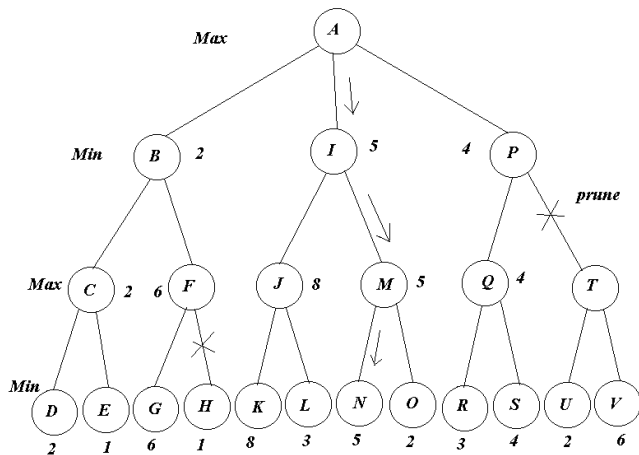 Max A
Min B 2 I 5 4 P
prune
Max C 2 6 F J 8 M 5 Q 4 T
Min D E G H K L N O R S U V
2 1 6 1 8 3 5 2 3 4 2 6